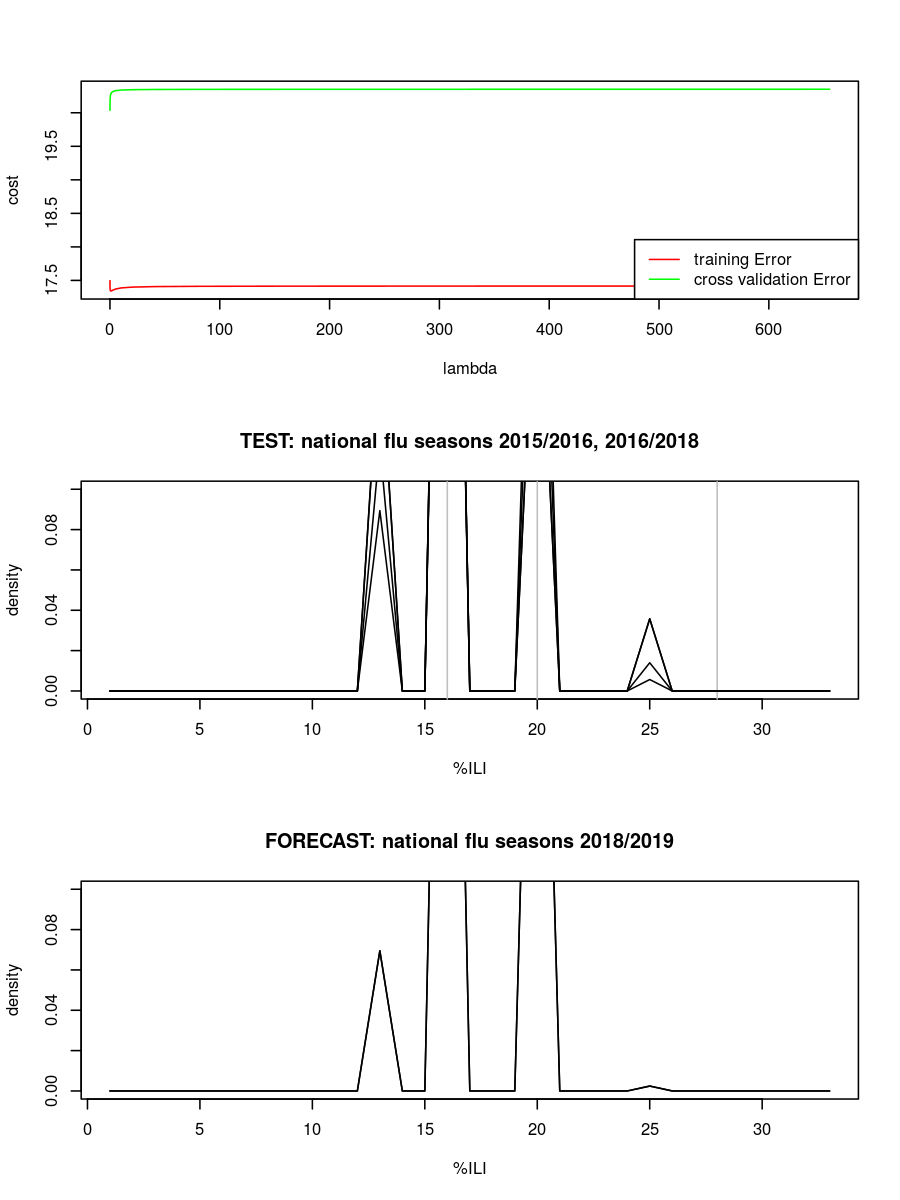 cost
19.5
18.5
17.5
training Error
cross validation Error
0 100 200 300 400 500 600
lambda
TEST: national flu seasons 2015/2016, 2016/2018
density
0.08
0.04
0.00
0 5 10 15 20 25 30
%ILI
FORECAST: national flu seasons 2018/2019
density
0.08
0.04
0.00
0 5 10 15 20 25 30
%ILI